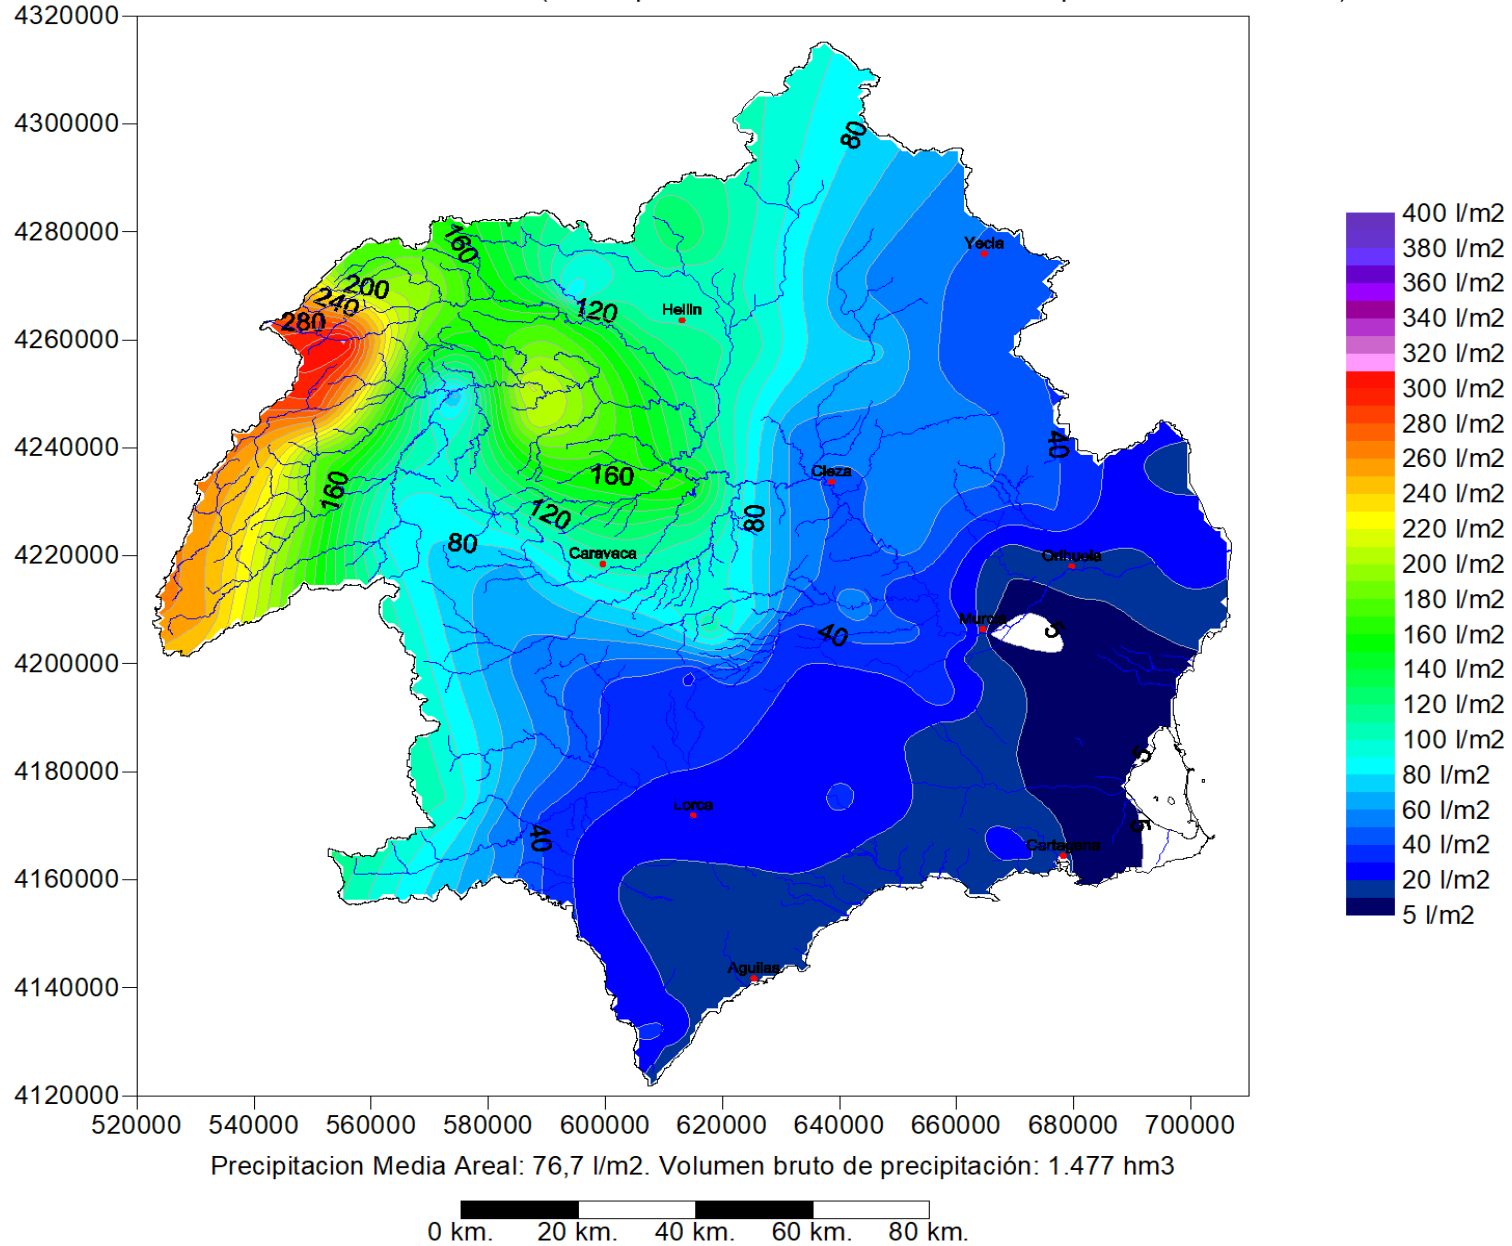 4320000
4300000
80
400 l/m2
4280000
160
Yecla
380 l/m2
360 l/m2
200
240
120
Hellin
340 l/m2
280
4260000
320 l/m2
300 l/m2
280 l/m2
4240000
40
260 l/m2
160
160
Cieza
240 l/m2
120
80
220 l/m2
4220000
80
Caravaca
Orihuela
200 l/m2
180 l/m2
Murcia
5
40
160 l/m2
4200000
140 l/m2
120 l/m2
5
100 l/m2
4180000
80 l/m2
Lorca
60 l/m2
40
5
Cartagena
40 l/m2
4160000
20 l/m2
5 l/m2
Aguilas
4140000
4120000
520000 540000 560000 580000 600000 620000 640000 660000 680000 700000
Precipitacion Media Areal: 76,7 l/m2. Volumen bruto de precipitación: 1.477 hm3
0 km. 20 km. 40 km. 60 km. 80 km.